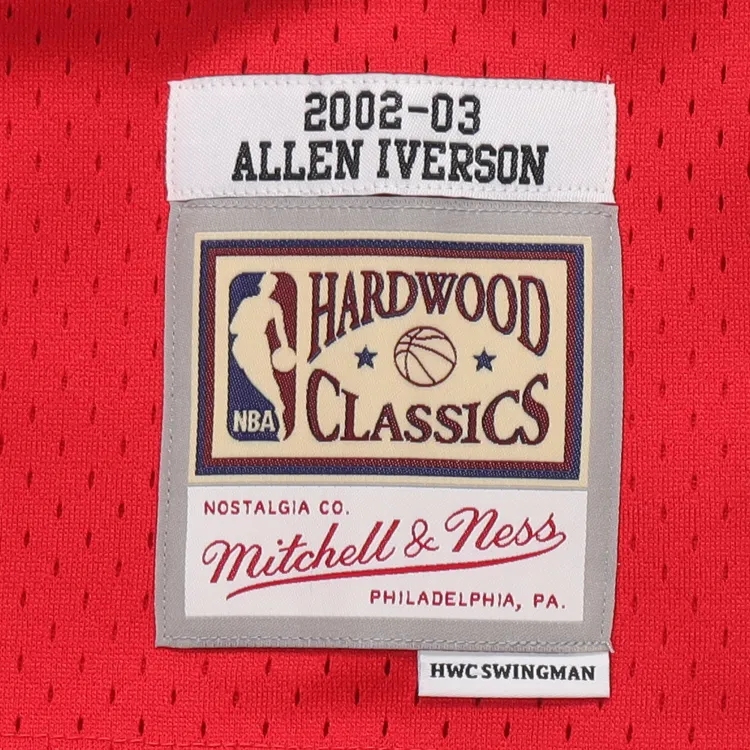 2002-03
ALLEN IVERSON
HARDWOOD
CLASSICS
NBA
NOSTALGIA CO.
Mitchell & Ness
PHILADELPHIA, PA.
HWC SWINGMAN